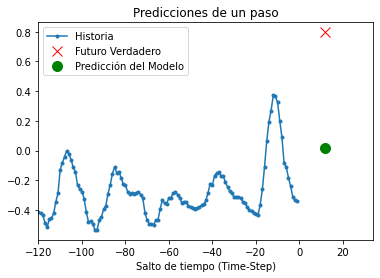 Predicciones de un paso
0.8
0.6
0.4
0.2
0.0
−0.2
−0.4
Historia
Futuro Verdadero
Predicción del Modelo
−120 −100 −80 −60 −40 −20 0 20
Salto de tiempo (Time-Step)